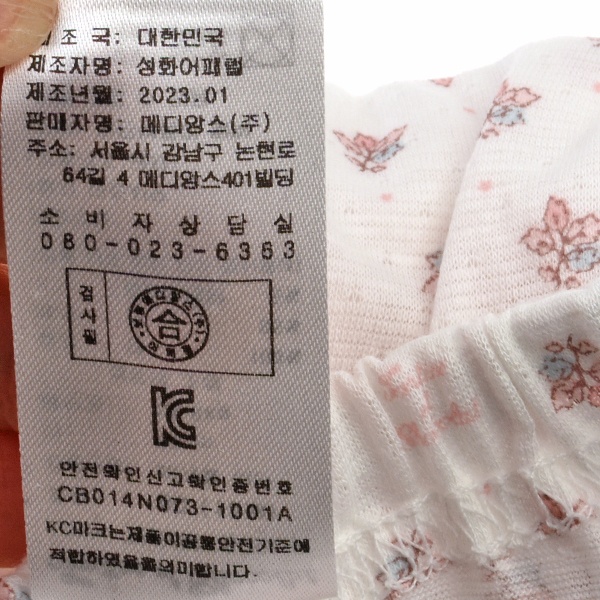 조 국: 대한민국
제조자명: 성화어패럴
제조년월: 2023.01
판매자명: 메디앙스(주)
주소: 서울시 강남구 논현로
64길 4 메디앙스401빌딩
소 비 자 상 담 실
080-023-6363
검사필
合
KC
안전확인신고확인증번호
CB014N073-1001A
KC마크는제품이공통안전기준에
적합하였음을의미합니다.